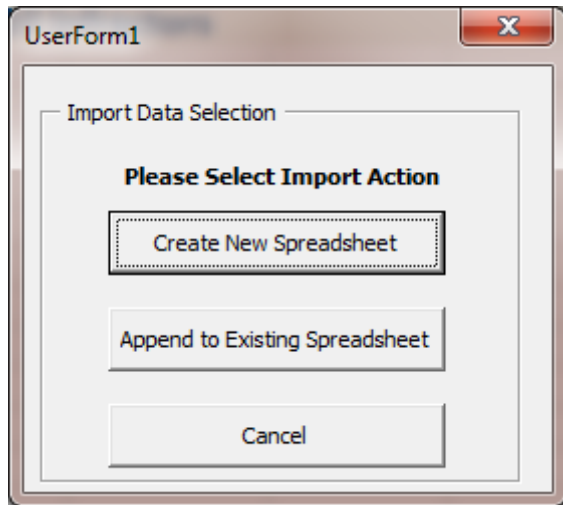 UserForm1
Import Data Selection
Please Select Import Action
Create New Spreadsheet
Append to Existing Spreadsheet
Cancel